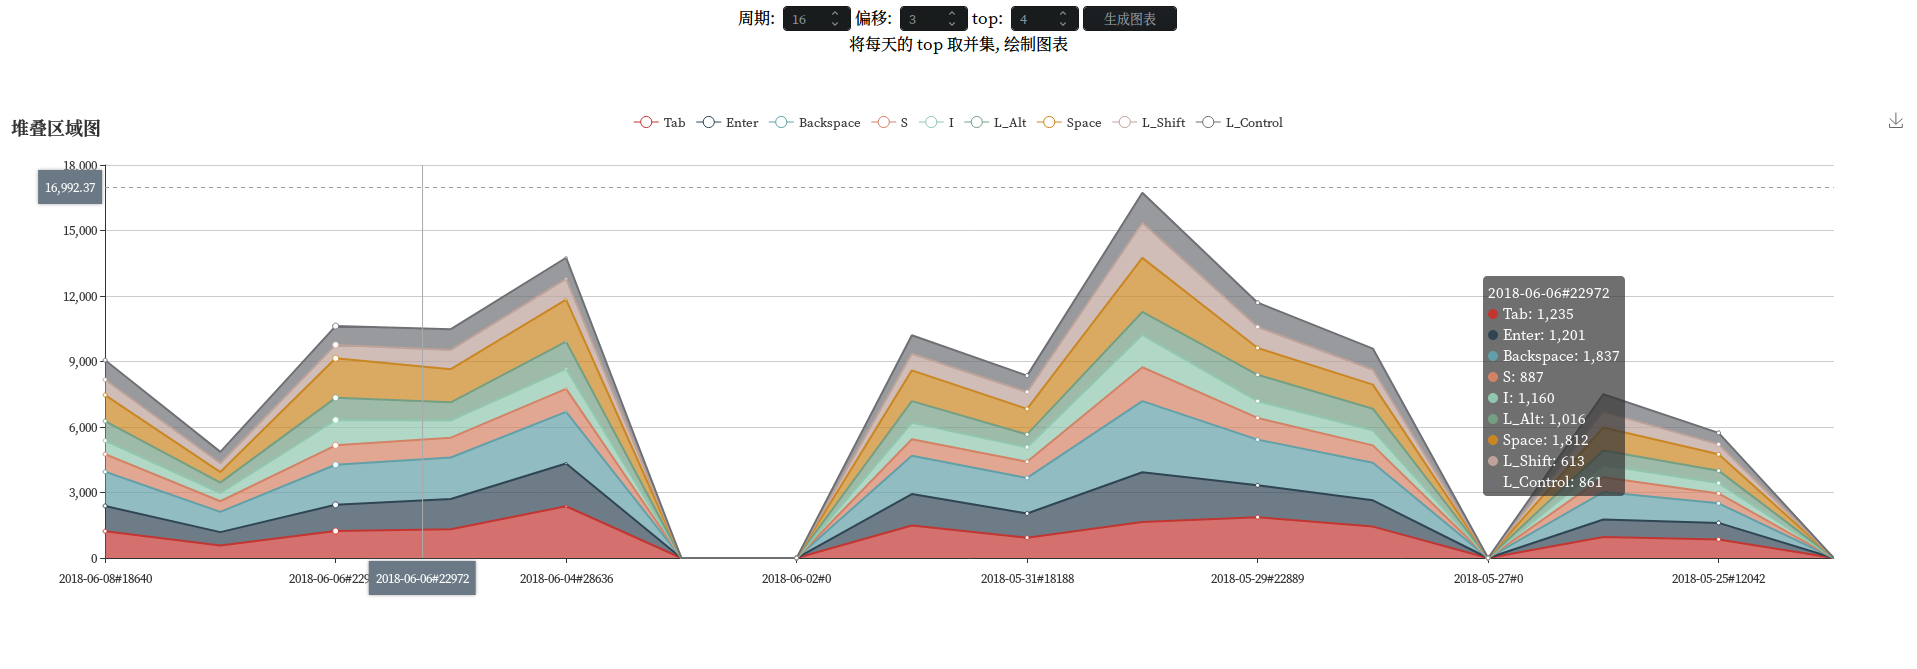 周期: 16 偏移: 3 top: 4 生成图表
将每天的 top 取并集, 绘制图表
堆叠区域图
Tab Enter Backspace S I L_Alt Space L_Shift L_Control
18,000
16,992.37
15,000
12,000
9,000
6,000
3,000
0
2018-06-06#22972
Tab: 1,235
Enter: 1,201
Backspace: 1,837
S: 887
I: 1,160
L_Alt: 1,016
Space: 1,812
L_Shift: 613
L_Control: 861
2018-06-08#18640 2018-06-06#229 2018-06-06#22972 2018-06-04#28636 2018-06-02#0 2018-05-31#18188 2018-05-29#22889 2018-05-27#0 2018-05-25#12042